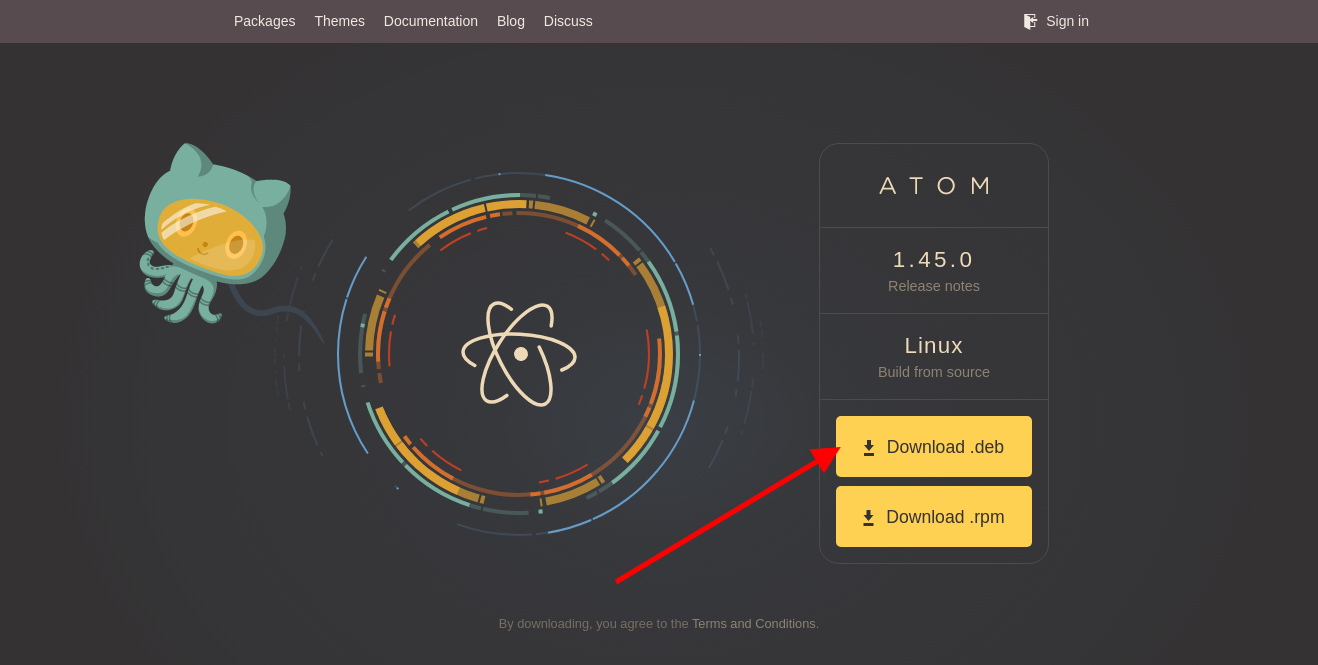 Packages Themes Documentation Blog Discuss Sign in
ATOM
1.45.0
Release notes
Linux
Build from source
Download .deb
Download .rpm
By downloading, you agree to the Terms and Conditions.